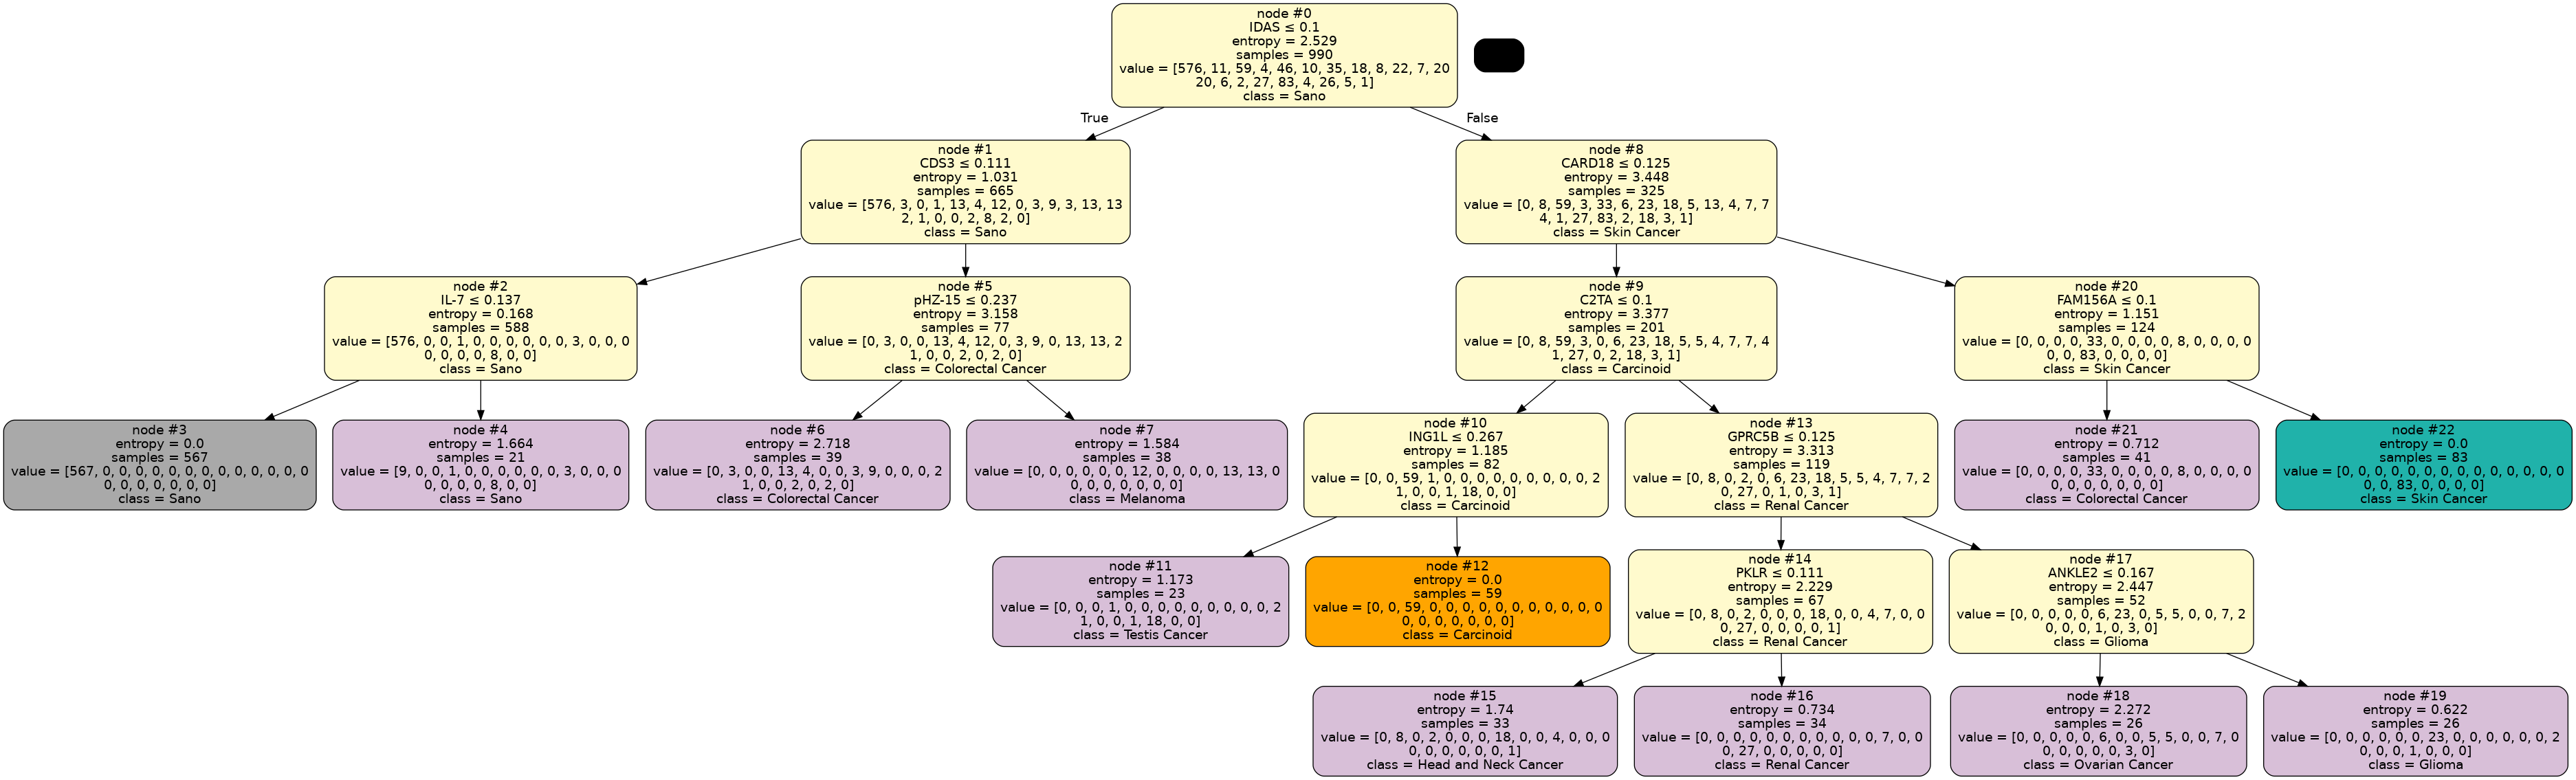 node #0
IDAS ≤ 0.1
entropy = 2.529
samples = 990
value = [576, 11, 59, 4, 46, 10, 35, 18, 8, 22, 7, 20
20, 6, 2, 27, 83, 4, 26, 5, 1]
class = Sano
True
False
node #1
CDS3 ≤ 0.111
entropy = 1.031
samples = 665
value = [576, 3, 0, 1, 13, 4, 12, 0, 3, 9, 3, 13, 13
2, 1, 0, 0, 2, 8, 2, 0]
class = Sano
node #8
CARD18 ≤ 0.125
entropy = 3.448
samples = 325
value = [0, 8, 59, 3, 33, 6, 23, 18, 5, 13, 4, 7, 7
4, 1, 27, 83, 2, 18, 3, 1]
class = Skin Cancer
node #2
IL-7 ≤ 0.137
entropy = 0.168
samples = 588
value = [576, 0, 0, 1, 0, 0, 0, 0, 0, 0, 3, 0, 0, 0
0, 0, 0, 0, 8, 0, 0]
class = Sano
node #5
pHZ-15 ≤ 0.237
entropy = 3.158
samples = 77
value = [0, 3, 0, 0, 13, 4, 12, 0, 3, 9, 0, 13, 13, 2
1, 0, 0, 2, 0, 2, 0]
class = Colorectal Cancer
node #9
C2TA ≤ 0.1
entropy = 3.377
samples = 201
value = [0, 8, 59, 3, 0, 6, 23, 18, 5, 5, 4, 7, 7, 4
1, 27, 0, 2, 18, 3, 1]
class = Carcinoid
node #20
FAM156A ≤ 0.1
entropy = 1.151
samples = 124
value = [0, 0, 0, 0, 33, 0, 0, 0, 0, 8, 0, 0, 0, 0
0, 0, 83, 0, 0, 0, 0]
class = Skin Cancer
node #3
entropy = 0.0
samples = 567
value = [567, 0, 0, 0, 0, 0, 0, 0, 0, 0, 0, 0, 0, 0
0, 0, 0, 0, 0, 0, 0]
class = Sano
node #4
entropy = 1.664
samples = 21
value = [9, 0, 0, 1, 0, 0, 0, 0, 0, 0, 3, 0, 0, 0
0, 0, 0, 0, 8, 0, 0]
class = Sano
node #6
entropy = 2.718
samples = 39
value = [0, 3, 0, 0, 13, 4, 0, 0, 3, 9, 0, 0, 0, 2
1, 0, 0, 2, 0, 2, 0]
class = Colorectal Cancer
node #7
entropy = 1.584
samples = 38
value = [0, 0, 0, 0, 0, 0, 12, 0, 0, 0, 0, 13, 13, 0
0, 0, 0, 0, 0, 0, 0]
class = Melanoma
node #10
ING1L ≤ 0.267
entropy = 1.185
samples = 82
value = [0, 0, 59, 1, 0, 0, 0, 0, 0, 0, 0, 0, 0, 2
1, 0, 0, 1, 18, 0, 0]
class = Carcinoid
node #13
GPRC5B ≤ 0.125
entropy = 3.313
samples = 119
value = [0, 8, 0, 2, 0, 6, 23, 18, 5, 5, 4, 7, 7, 2
0, 27, 0, 1, 0, 3, 1]
class = Renal Cancer
node #21
entropy = 0.712
samples = 41
value = [0, 0, 0, 0, 33, 0, 0, 0, 0, 8, 0, 0, 0, 0
0, 0, 0, 0, 0, 0, 0]
class = Colorectal Cancer
node #22
entropy = 0.0
samples = 83
value = [0, 0, 0, 0, 0, 0, 0, 0, 0, 0, 0, 0, 0, 0
0, 0, 83, 0, 0, 0, 0]
class = Skin Cancer
node #11
entropy = 1.173
samples = 23
value = [0, 0, 0, 1, 0, 0, 0, 0, 0, 0, 0, 0, 0, 2
1, 0, 0, 1, 18, 0, 0]
class = Testis Cancer
node #12
entropy = 0.0
samples = 59
value = [0, 0, 59, 0, 0, 0, 0, 0, 0, 0, 0, 0, 0, 0
0, 0, 0, 0, 0, 0, 0]
class = Carcinoid
node #14
PKLR ≤ 0.111
entropy = 2.229
samples = 67
value = [0, 8, 0, 2, 0, 0, 0, 18, 0, 0, 4, 7, 0, 0
0, 27, 0, 0, 0, 0, 1]
class = Renal Cancer
node #17
ANKLE2 ≤ 0.167
entropy = 2.447
samples = 52
value = [0, 0, 0, 0, 0, 6, 23, 0, 5, 5, 0, 0, 7, 2
0, 0, 0, 1, 0, 3, 0]
class = Glioma
node #15
entropy = 1.74
samples = 33
value = [0, 8, 0, 2, 0, 0, 0, 18, 0, 0, 4, 0, 0, 0
0, 0, 0, 0, 0, 0, 1]
class = Head and Neck Cancer
node #16
entropy = 0.734
samples = 34
value = [0, 0, 0, 0, 0, 0, 0, 0, 0, 0, 0, 7, 0, 0
0, 27, 0, 0, 0, 0, 0]
class = Renal Cancer
node #18
entropy = 2.272
samples = 26
value = [0, 0, 0, 0, 0, 6, 0, 0, 5, 5, 0, 0, 7, 0
0, 0, 0, 0, 0, 3, 0]
class = Ovarian Cancer
node #19
entropy = 0.622
samples = 26
value = [0, 0, 0, 0, 0, 0, 23, 0, 0, 0, 0, 0, 0, 2
0, 0, 0, 1, 0, 0, 0]
class = Glioma